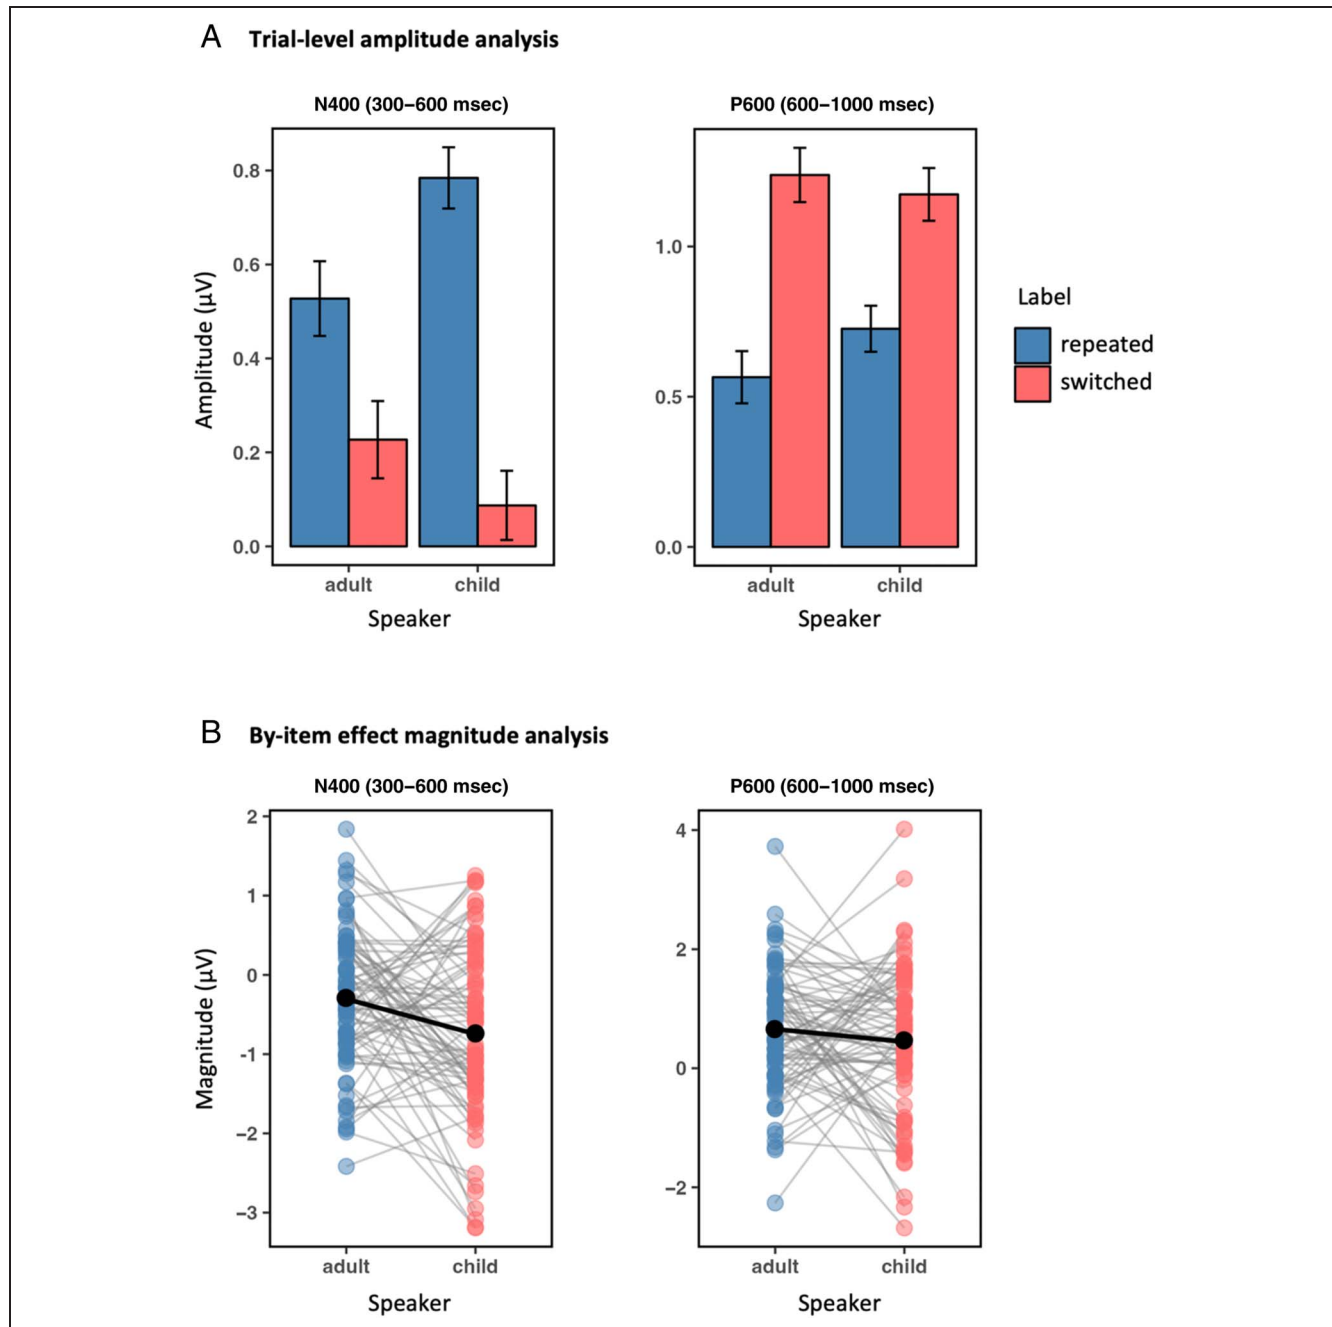 A Trial-level amplitude analysis
N400 (300–600 msec)
P600 (600–1000 msec)
Amplitude (µV)
0.8
0.6
0.4
0.2
0.0
adult
child
Speaker
1.0
0.5
0.0
adult
child
Speaker
Label
repeated
switched
B By-item effect magnitude analysis
N400 (300–600 msec)
P600 (600–1000 msec)
Magnitude (µV)
2
1
0
-1
−2
−3
adult
child
Speaker
4
2
0
−2
adult
child
Speaker